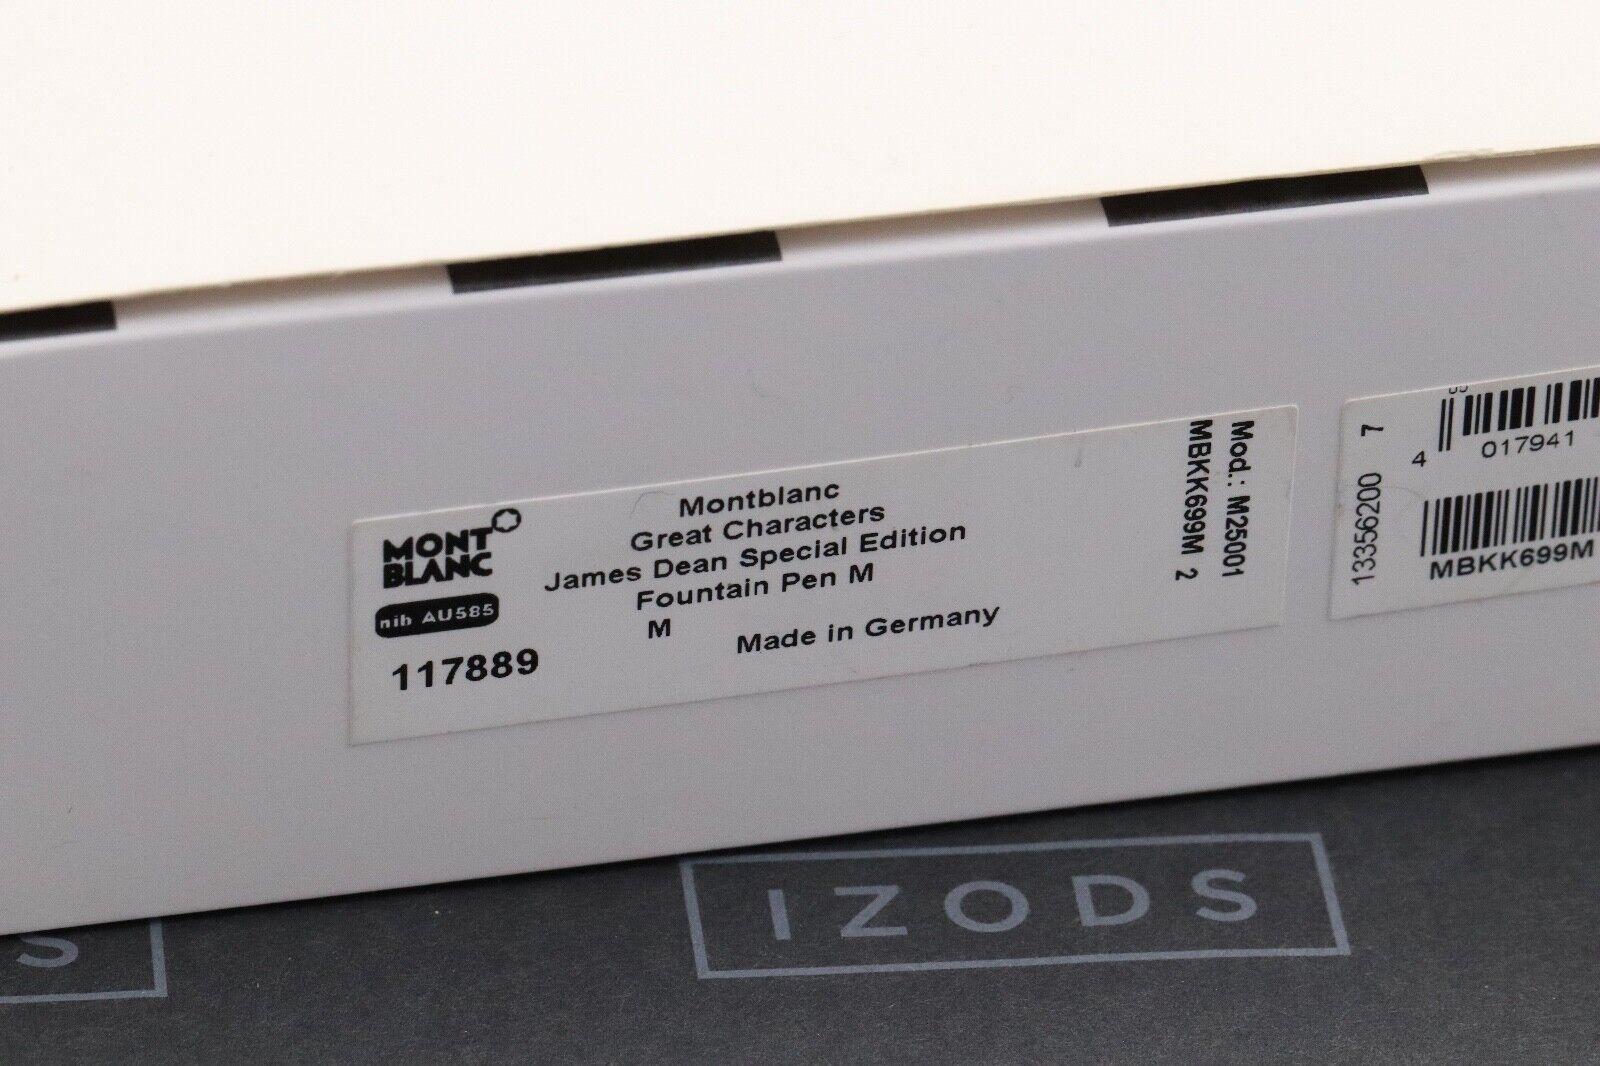 MONT
BLANC
nib AU585
117889
Montblanc
Great Characters
James Dean Special Edition
Fountain Pen M
M
Made in Germany
Mod.: M25001
MBKK699M 2
13356200 7
4 017941
MBKK699M
IZODS
S